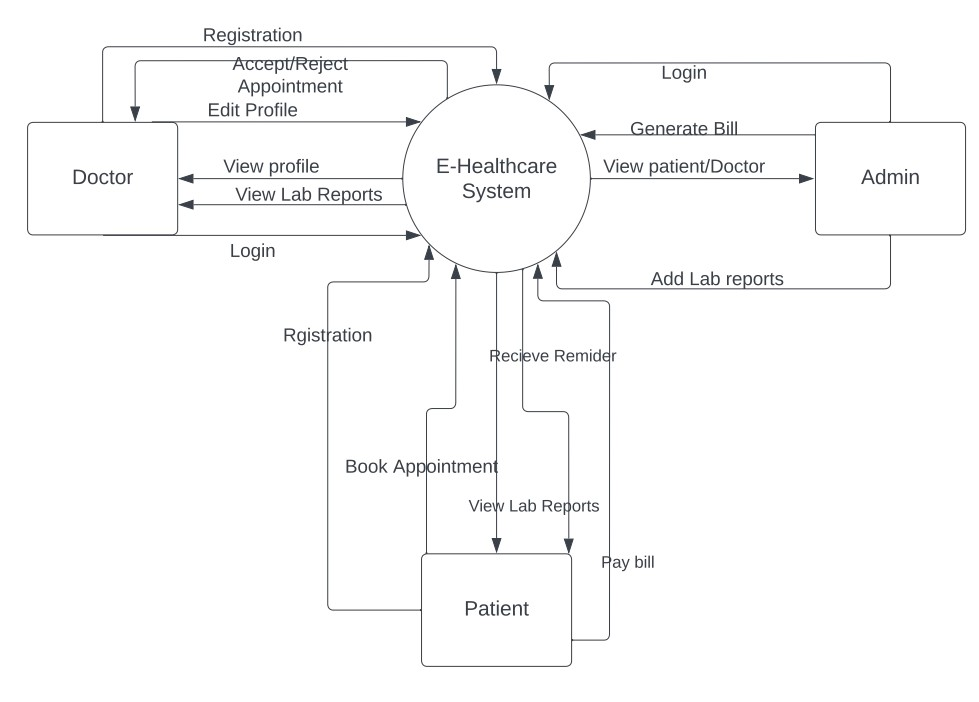 Registration
Accept/Reject
Appointment
Login
Edit Profile
Generate Bill
View profile
E-Healthcare
System
View patient/Doctor
Doctor
Admin
View Lab Reports
Login
Add Lab reports
Rgistration
Recieve Remider
Book Appointment
View Lab Reports
Pay bill
Patient